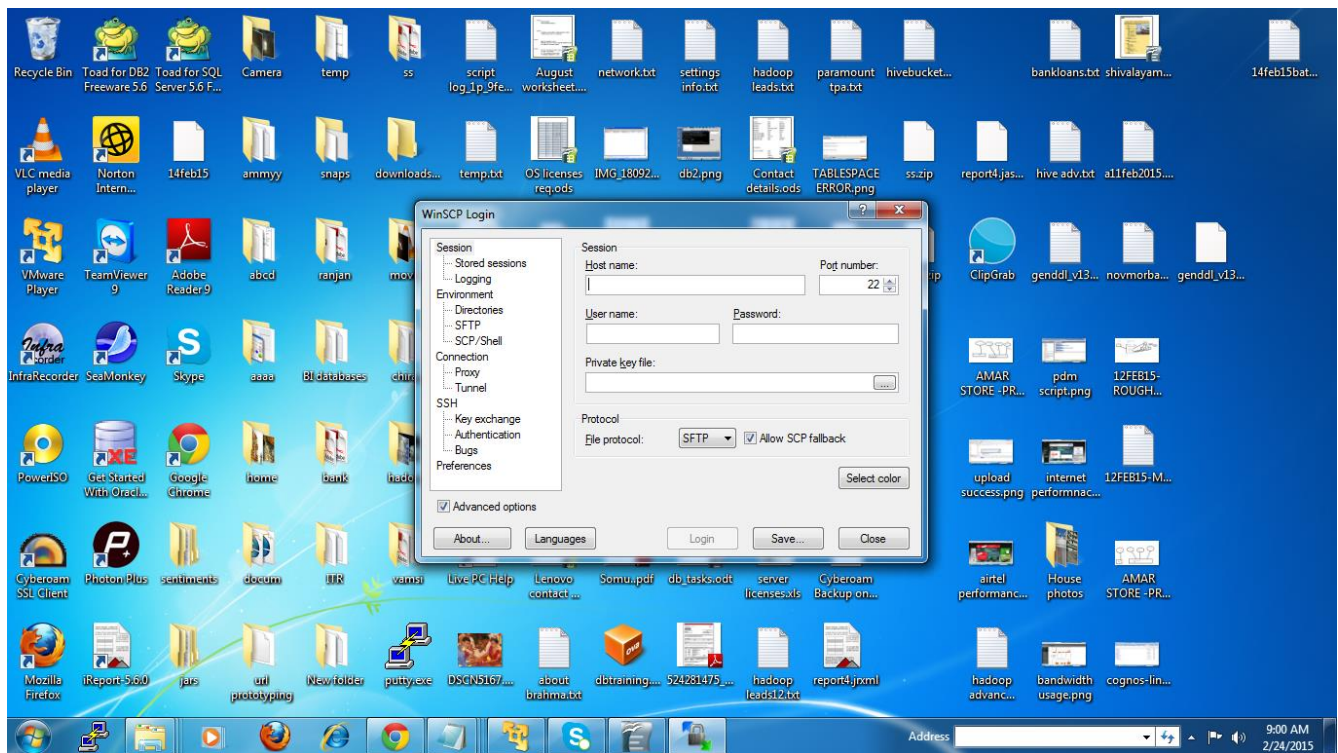 Recycle Bin
Toad for DB2
Freeware 5.6
Toad for SQL
Server 5.6 F...
Camera
temp
ss
script
log_1p_9fe...
August
worksheet....
network.txt
settings
info.txt
hadoop
leads.txt
paramount
tpa.txt
hivebucket...
bankloans.txt
shivalayam...
14feb15bat...
VLC media
player
Norton
Intern...
14feb15
ammyy
snaps
downloads...
temp.txt
OS licenses
req.ods
IMG_18092...
db2.png
Contact
details.ods
TABLESPACE
ERROR.png
ss.zip
report4.jas...
hive adv.txt
a11feb2015....
VMware
Player
TeamViewer
9
Adobe
Reader 9
abcd
ranjan
ClipGrab
genddl_v13...
novmorba...
genddl_v13...
WinSCP Login
Session
Stored sessions
Logging
Environment
Directories
SFTP
SCP/Shell
Connection
Proxy
Tunnel
SSH
Key exchange
Authentication
Bugs
Preferences
Advanced options
Session
Host name:
Port number:
22
User name:
Password:
Private key file:
...
Protocol
File protocol:
SFTP
Allow SCP fallback
Select color
About...
Languages
Login
Save...
Close
InfraRecorder
SeaMonkey
Skype
aaaa
BI databases
AMAR
STORE -PR...
pdm
script.png
12FEB15-
ROUGH...
PowerISO
Get Started
With Oracl...
Google
Chrome
home
bank
upload
success.png
internet
performnac...
12FEB15-M...
Cyberoam
SSL Client
Photon Plus
sentiments
docum
ITR
vamsi
Live PC Help
Lenovo
contact ...
Somu.pdf
db_tasks.odt
server
licenses.xls
Cyberoam
Backup on...
airtel
performanc...
House
photos
AMAR
STORE -PR...
Mozilla
Firefox
iReport-5.6.0
jars
url
prototyping
New folder
putty.exe
DSCN5167....
about
brahma.txt
dbtraining....
524281475_...
hadoop
leads12.txt
report4.jrxml
hadoop
advanc...
bandwidth
usage.png
cognos-lin...
Address
9:00 AM
2/24/2015